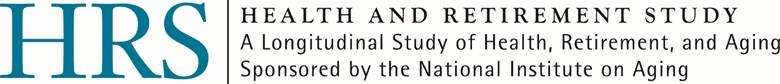 HRS
HEALTH AND RETIREMENT STUDY
A Longitudinal Study of Health, Retirement, and Aging
Sponsored by the National Institute on Aging